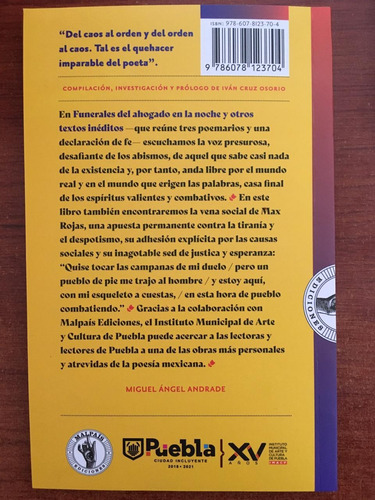 “Del caos al orden y del orden
al caos. Tal es el quehacer
imparable del poeta”.
ISBN: 978-607-8123-70-4
9 786078 123704
COMPILACIÓN, INVESTIGACIÓN Y PRÓLOGO DE IVÁN CRUZ OSORIO
En Funerales del ahogado en la noche y otros
textos inéditos —que reúne tres poemarios y una
declaración de fe— escuchamos la voz presurosa,
desafiante de los abismos, de aquel que sabe casi nada
de la existencia y, por tanto, anda libre por el mundo
real y en el mundo que erigen las palabras, casa final
de los espíritus valientes y combativos. En este
libro también encontraremos la vena social de Max
Rojas, una apuesta permanente contra la tiranía y
el despotismo, su adhesión explícita por las causas
sociales y su inagotable sed de justicia y esperanza:
“Quise tocar las campanas de mi duelo / pero un
pueblo de pie me trajo al hombre / y estoy aquí,
con mi esqueleto a cuestas, / en esta hora de pueblo
combatiendo.” Gracias a la colaboración con
Malpaís Ediciones, el Instituto Municipal de Arte
y Cultura de Puebla puede acercar a las lectoras y
lectores de Puebla a una de las obras más personales
y atrevidas de la poesía mexicana.
MIGUEL ÁNGEL ANDRADE
EDICIONES
MALPAÍS
EDICIONES
Puebla
CIUDAD INCLUYENTE
2018 - 2021
XV
AÑOS
INSTITUTO
MUNICIPAL
DE ARTE Y
CULTURA
DE PUEBLA
IMACP